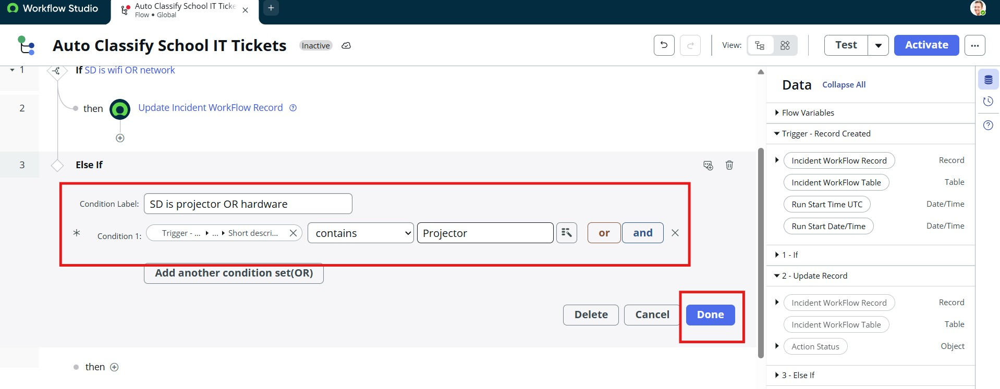 Workflow Studio
Auto Classify School IT Ticke
Flow • Global
Auto Classify School IT Tickets
Inactive
View:
Test
Activate
1
If SD is wifi OR network
2
then
Update Incident WorkFlow Record
3
Else If
Condition Label:
SD is projector OR hardware
* Condition 1:
Trigger - ... ▸ ... ▸ Short descri...
contains
Projector
or
and
Add another condition set(OR)
Delete
Cancel
Done
then
Data
Collapse All
Flow Variables
Trigger - Record Created
Incident WorkFlow Record Record
Incident WorkFlow Table Table
Run Start Time UTC Date/Time
Run Start Date/Time Date/Time
1 - If
2 - Update Record
Incident WorkFlow Record Record
Incident WorkFlow Table Table
Action Status Object
3 - Else If